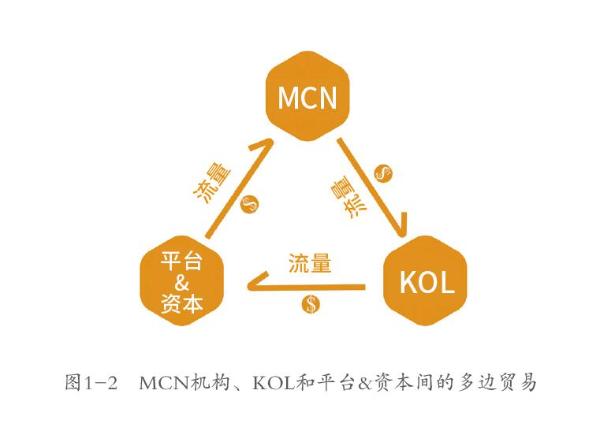 MCN
流量
$
流量
$
平台
&
资本
流量
$
KOL
图1-2 MCN机构、KOL和平台&资本间的多边贸易